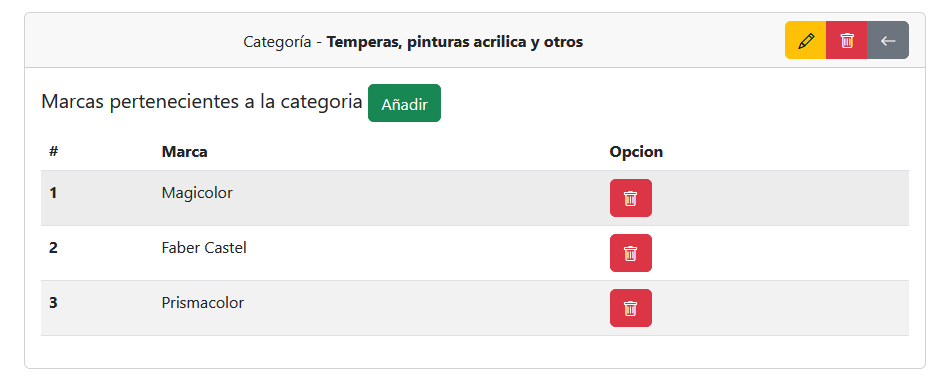 Categoría - Temperas, pinturas acrilica y otros
Marcas pertenecientes a la categoria Añadir
# Marca Opcion
1 Magicolor
2 Faber Castel
3 Prismacolor